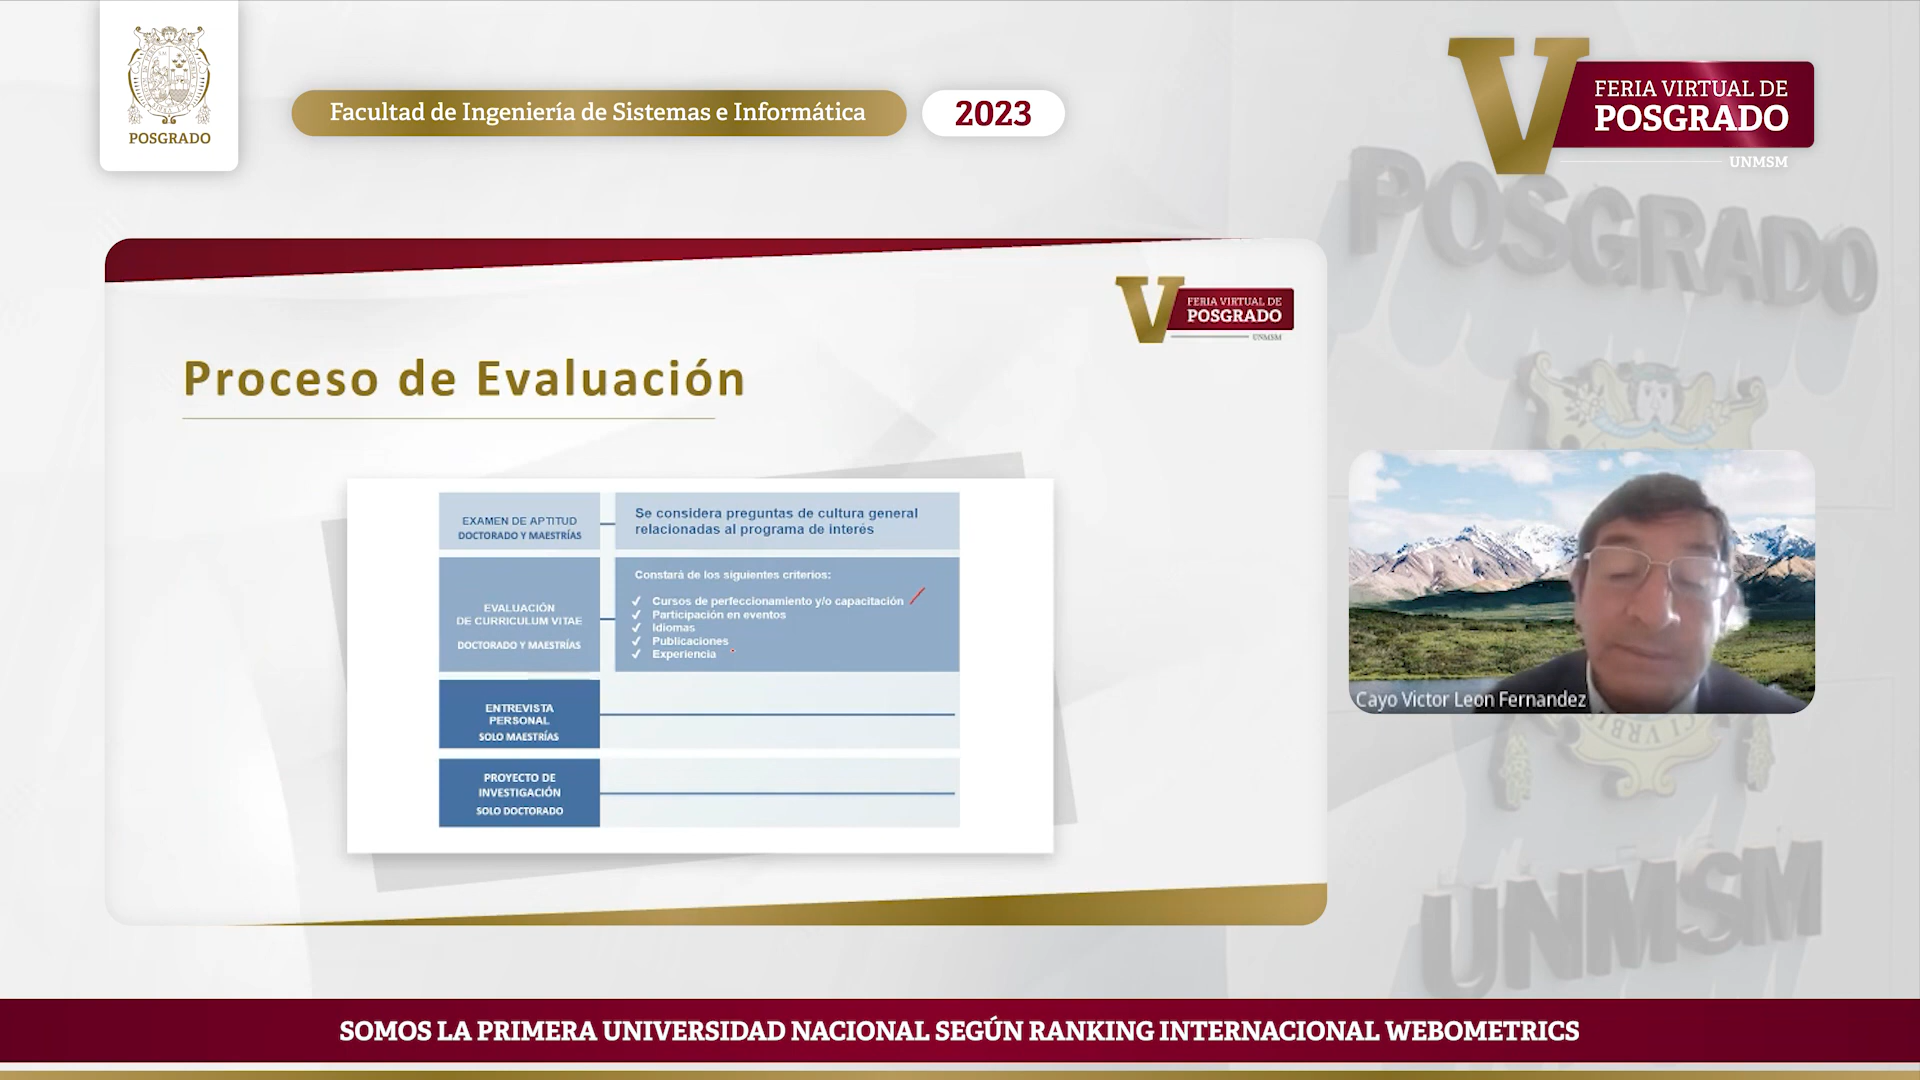 POSGRADO
Facultad de Ingeniería de Sistemas e Informática
2023
V
FERIA VIRTUAL DE
POSGRADO
UNMSM
POSGRADO
V
FERIA VIRTUAL DE
POSGRADO
UNMSM
Proceso de Evaluación
EXAMEN DE APTITUD
DOCTORADO Y MAESTRÍAS
Se considera preguntas de cultura general
relacionadas al programa de interés
EVALUACIÓN
DE CURRICULUM VITAE
DOCTORADO Y MAESTRÍAS
Constará de los siguientes criterios:
✓ Cursos de perfeccionamiento y/o capacitación
✓ Participación en eventos
✓ Idiomas
✓ Publicaciones
✓ Experiencia
ENTREVISTA
PERSONAL
SOLO MAESTRÍAS
PROYECTO DE
INVESTIGACIÓN
SOLO DOCTORADO
Cayo Victor Leon Fernandez
UNMSM
SOMOS LA PRIMERA UNIVERSIDAD NACIONAL SEGÚN RANKING INTERNACIONAL WEBOMETRICS